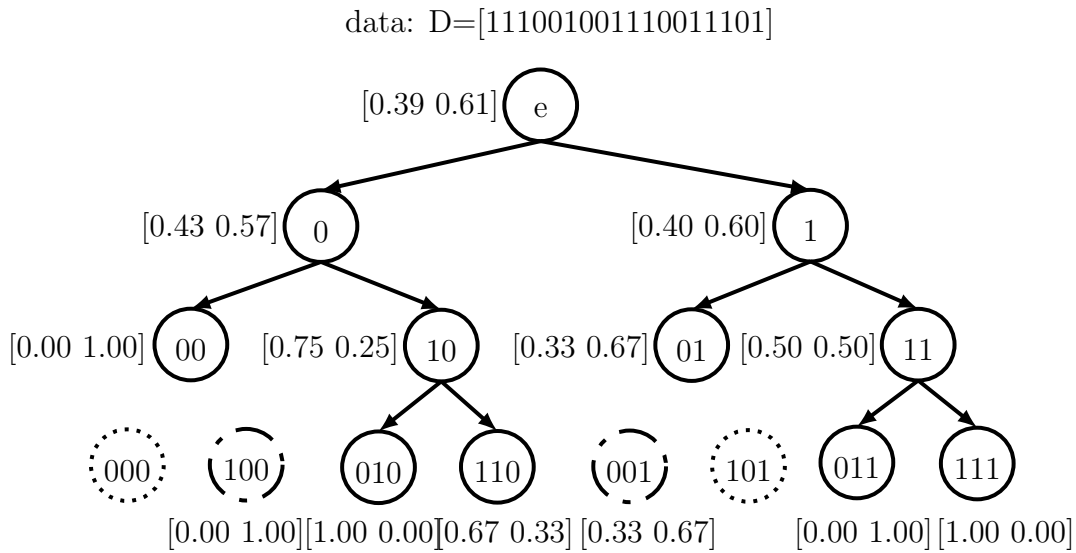 data: D=[111001001110011101]
[0.39 0.61] e
[0.43 0.57] 0 [0.40 0.60] 1
[0.00 1.00] 00 [0.75 0.25] 10 [0.33 0.67] 01 [0.50 0.50] 11
000 100 010 110 001 101 011 111
[0.00 1.00] [1.00 0.00] [0.67 0.33] [0.33 0.67] [0.00 1.00] [1.00 0.00]